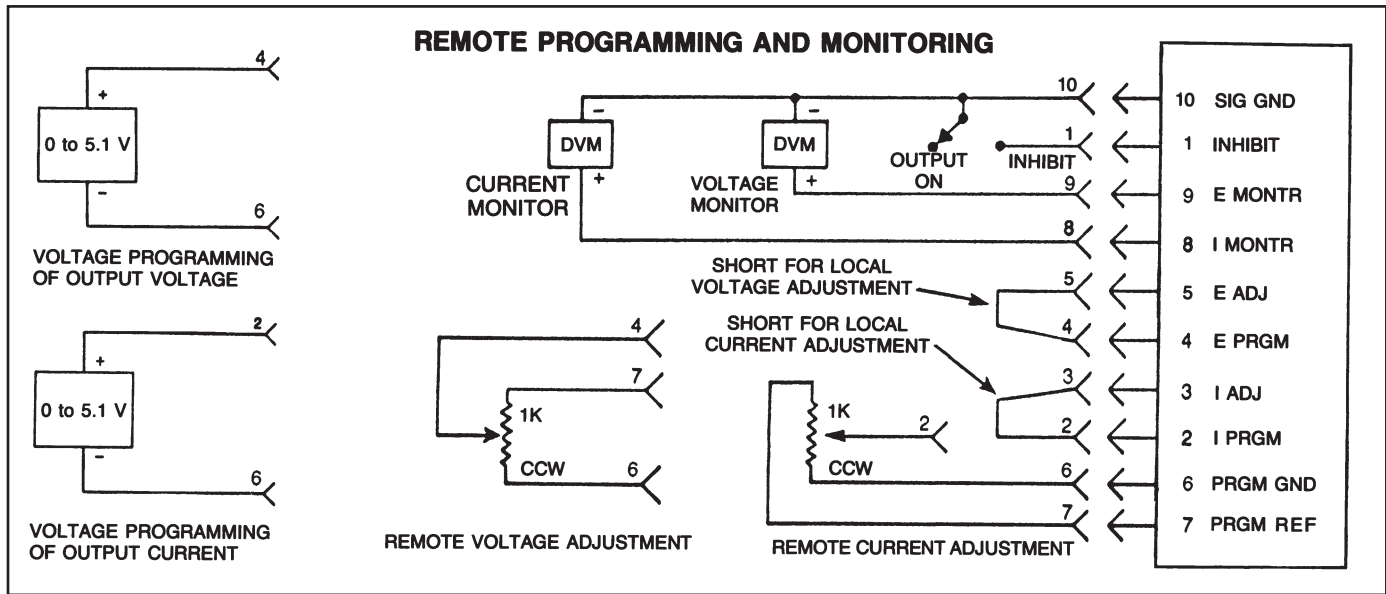 REMOTE PROGRAMMING AND MONITORING
4
+
0 to 5.1 V
-
6
VOLTAGE PROGRAMMING
OF OUTPUT VOLTAGE
2
+
0 to 5.1 V
-
6
VOLTAGE PROGRAMMING
OF OUTPUT CURRENT
-
DVM
+
CURRENT
MONITOR
-
DVM
+
VOLTAGE
MONITOR
OUTPUT
ON
INHIBIT
10
1
9
8
SHORT FOR LOCAL
VOLTAGE ADJUSTMENT
5
4
SHORT FOR LOCAL
CURRENT ADJUSTMENT
3
2
6
7
4
7
1K
CCW
6
REMOTE VOLTAGE ADJUSTMENT
1K
2
CCW
REMOTE CURRENT ADJUSTMENT
10 SIG GND
1 INHIBIT
9 E MONTR
8 I MONTR
5 E ADJ
4 E PRGM
3 I ADJ
2 I PRGM
6 PRGM GND
7 PRGM REF